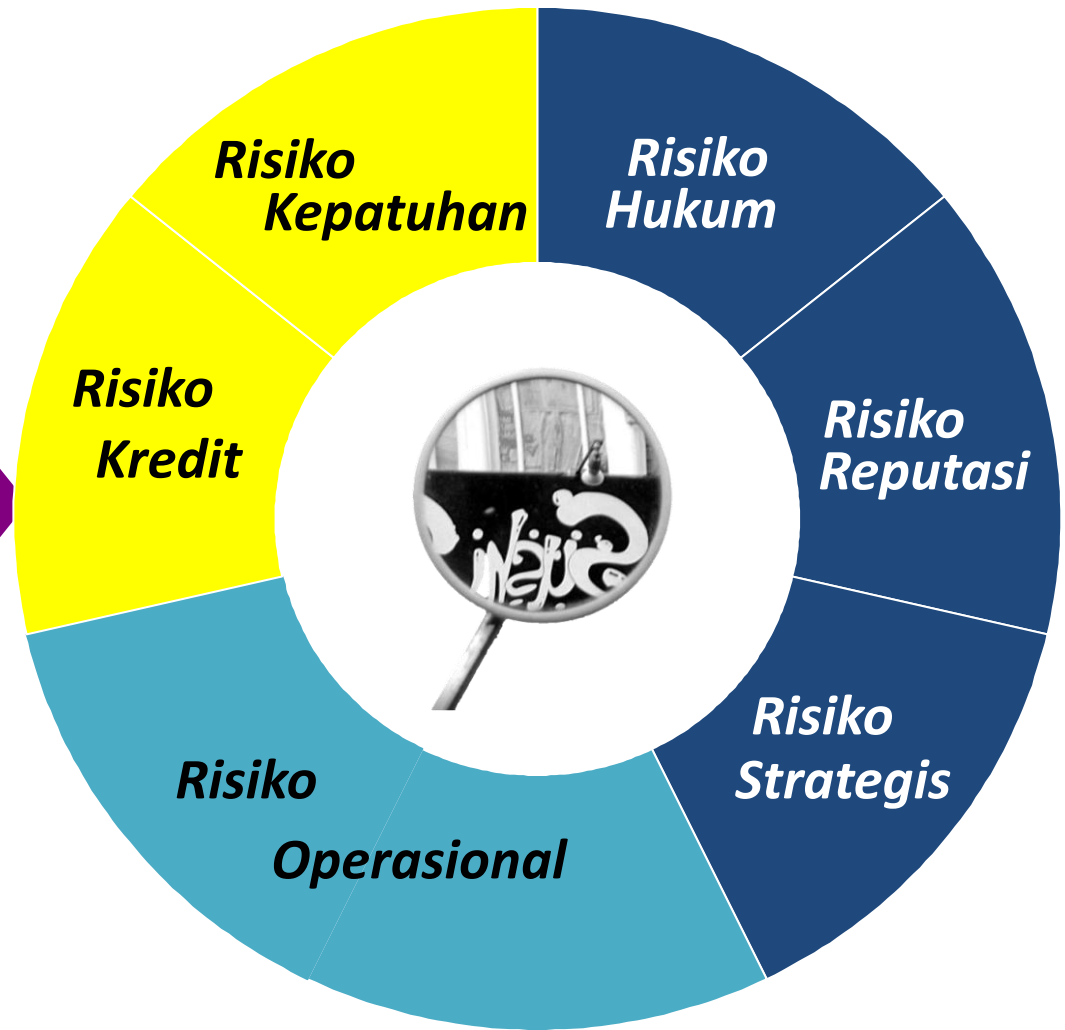 Risiko
Kepatuhan
Risiko
Hukum
Risiko
Kredit
Risiko
Reputasi
Risiko
Strategis
Risiko
Operasional